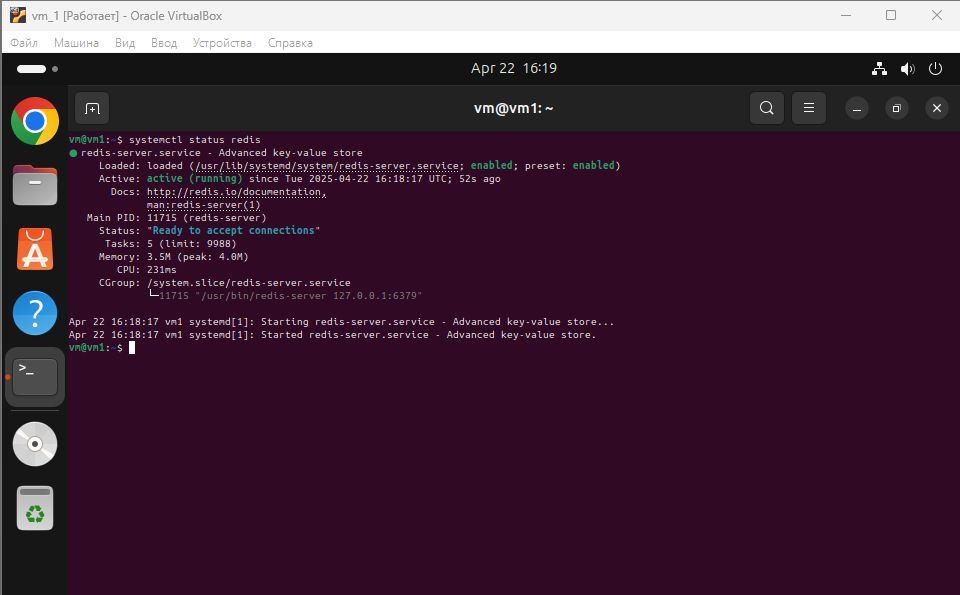 vm_1 [Работает] - Oracle VirtualBox
Файл Машина Вид Ввод Устройства Справка
Apr 22 16:19
vm@vm1: ~
vm@vm1:~$ systemctl status redis
● redis-server.service - Advanced key-value store
Loaded: loaded (/usr/lib/systemd/system/redis-server.service; enabled; preset: enabled)
Active: active (running) since Tue 2025-04-22 16:18:17 UTC; 52s ago
Docs: http://redis.io/documentation,
man:redis-server(1)
Main PID: 11715 (redis-server)
Status: "Ready to accept connections"
Tasks: 5 (limit: 9988)
Memory: 3.5M (peak: 4.0M)
CPU: 231ms
CGroup: /system.slice/redis-server.service
└─11715 "/usr/bin/redis-server 127.0.0.1:6379"
Apr 22 16:18:17 vm1 systemd[1]: Starting redis-server.service - Advanced key-value store...
Apr 22 16:18:17 vm1 systemd[1]: Started redis-server.service - Advanced key-value store.
vm@vm1:~$